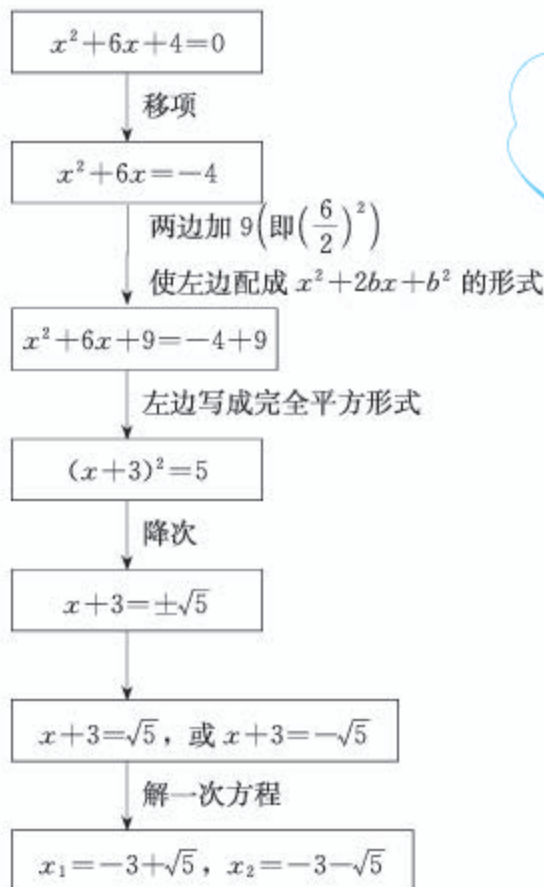 x²+6x+4=0
移项
x²+6x=-4
两边加 9(即(6/2)²)
使左边配成 x²+2bx+b² 的形式
x²+6x+9=-4+9
左边写成完全平方形式
(x+3)²=5
降次
x+3=±√5
x+3=√5，或 x+3=-√5
解一次方程
x₁=-3+√5，x₂=-3-√5